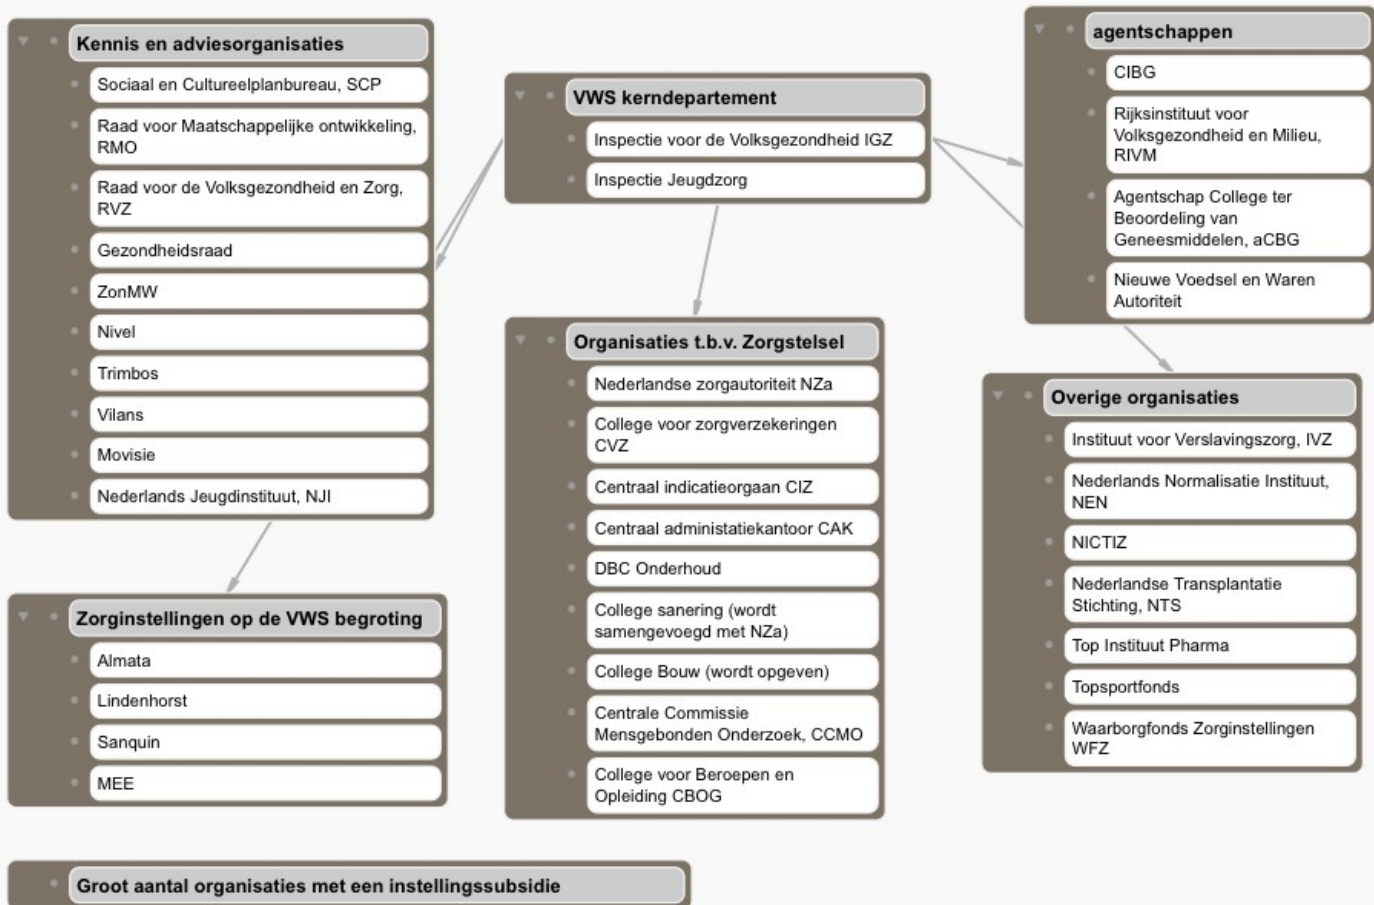 Kennis en adviesorganisaties
Sociaal en Cultureelplanbureau, SCP
Raad voor Maatschappelijke ontwikkeling,
RMO
Raad voor de Volksgezondheid en Zorg,
RVZ
Gezondheidsraad
ZonMW
Nivel
Trimbos
Vilans
Movisie
Nederlands Jeugdinstituut, NJI
Zorginstellingen op de VWS begroting
Almata
Lindenhorst
Sanquin
MEE
Groot aantal organisaties met een instellingssubsidie
VWS kerndepartement
Inspectie voor de Volksgezondheid IGZ
Inspectie Jeugdzorg
Organisaties t.b.v. Zorgstelsel
Nederlandse zorgautoriteit NZa
College voor zorgverzekeringen
CVZ
Centraal indicatieorgaan CIZ
Centraal administatiekantoor CAK
DBC Onderhoud
College sanering (wordt
samengevoegd met NZa)
College Bouw (wordt opgeven)
Centrale Commissie
Mensgebonden Onderzoek, CCMO
College voor Beroepen en
Opleiding CBOG
agentschappen
CIBG
Rijksinstituut voor
Volksgezondheid en Milieu,
RIVM
Agentschap College ter
Beoordeling van
Geneesmiddelen, aCBG
Nieuwe Voedsel en Waren
Autoriteit
Overige organisaties
Instituut voor Verslavingszorg, IVZ
Nederlands Normalisatie Instituut,
NEN
NICTIZ
Nederlandse Transplantatie
Stichting, NTS
Top Instituut Pharma
Topsportfonds
Waarborgfonds Zorginstellingen
WFZ